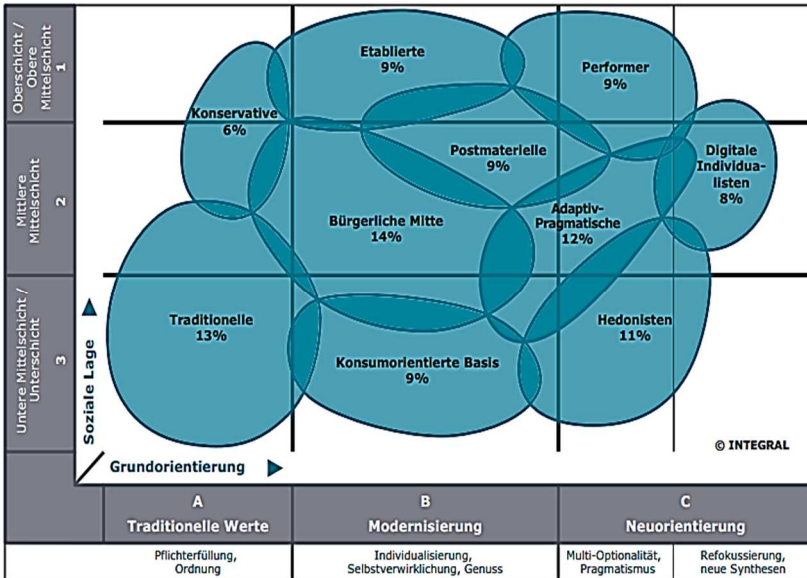 Oberschicht /
Obere
Mittelschicht
1
Mittlere
Mittelschicht
2
Untere Mittelschicht /
Unterschicht
3
Soziale Lage
Etablierte
9%
Performer
9%
Konservative
6%
Postmaterielle
9%
Digitale
Individua-
listen
8%
Bürgerliche Mitte
14%
Adaptiv-
Pragmatische
12%
Traditionelle
13%
Hedonisten
11%
Konsumorientierte Basis
9%
© INTEGRAL
Grundorientierung
A
Traditionelle Werte
B
Modernisierung
C
Neuorientierung
Pflichterfüllung,
Ordnung
Individualisierung,
Selbstverwirklichung, Genuss
Multi-Optionalität,
Pragmatismus
Refokussierung,
neue Synthesen